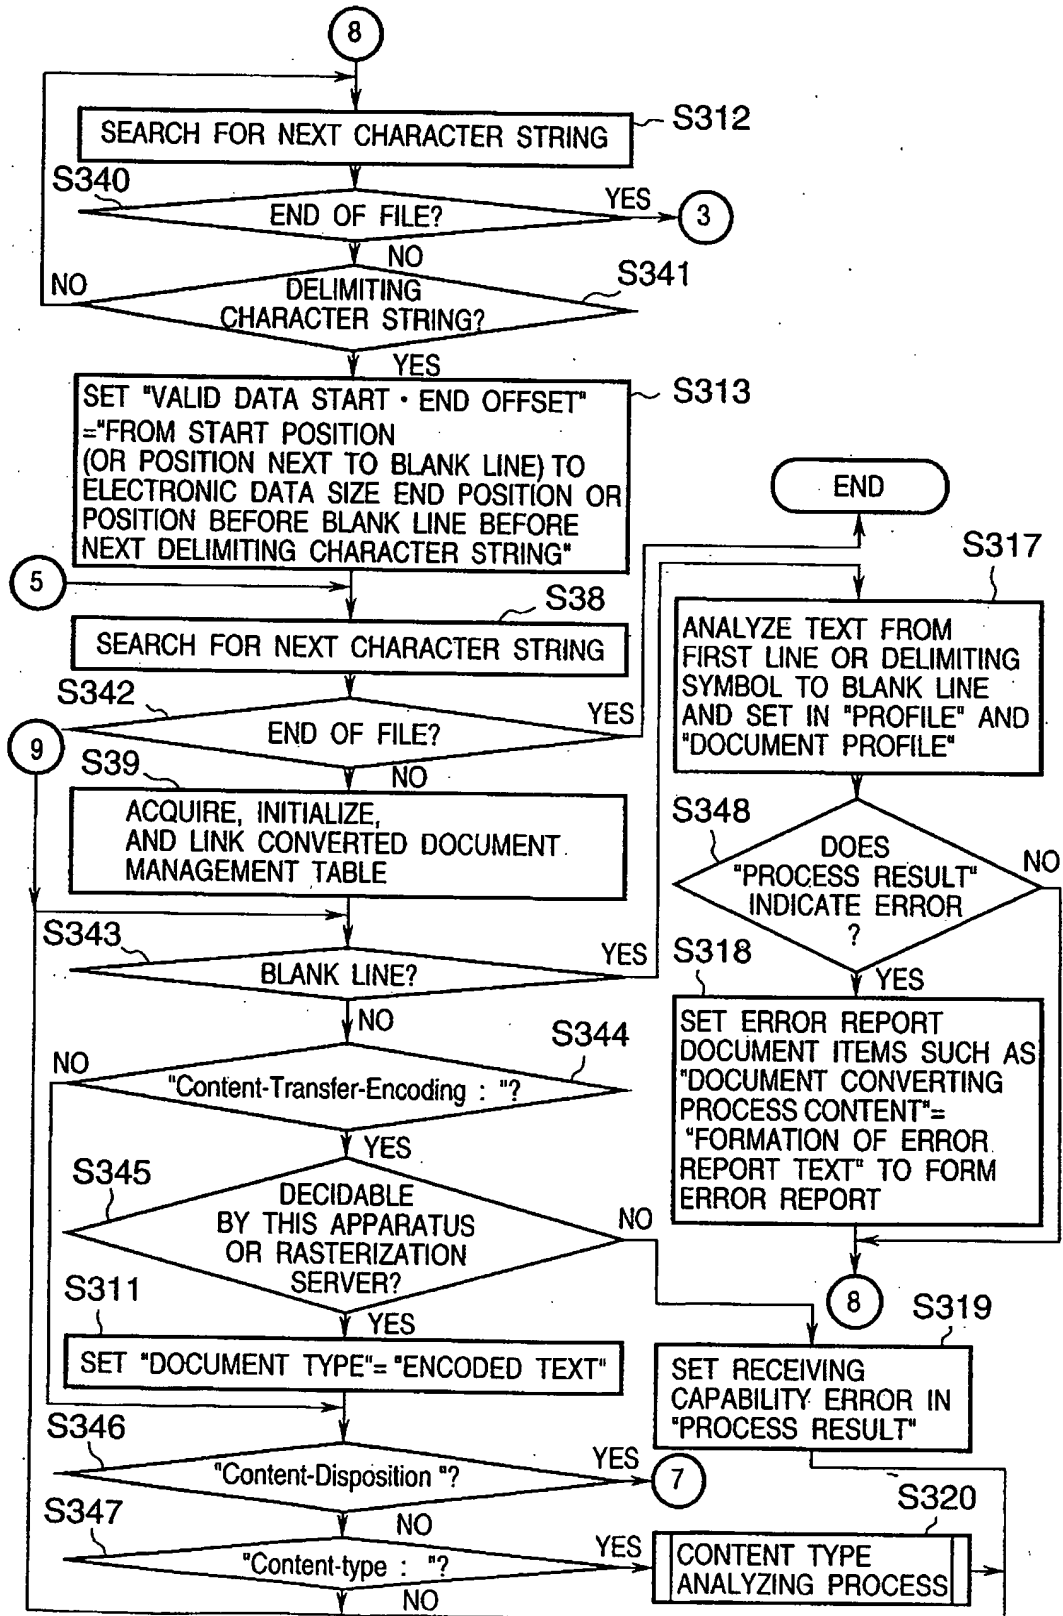 8
SEARCH FOR NEXT CHARACTER STRING
S312
S340
END OF FILE?
YES
3
NO
NO
DELIMITING
CHARACTER STRING?
S341
YES
SET "VALID DATA START・END OFFSET"
="FROM START POSITION
(OR POSITION NEXT TO BLANK LINE) TO
ELECTRONIC DATA SIZE END POSITION OR
POSITION BEFORE BLANK LINE BEFORE
NEXT DELIMITING CHARACTER STRING"
S313
5
S38
SEARCH FOR NEXT CHARACTER STRING
S342
END OF FILE?
YES
9
NO
S39
ACQUIRE, INITIALIZE,
AND LINK CONVERTED DOCUMENT
MANAGEMENT TABLE
S343
BLANK LINE?
YES
NO
S344
NO
"Content-Transfer-Encoding : "?
YES
S345
DECIDABLE
BY THIS APPARATUS
OR RASTERIZATION
SERVER?
NO
S311
YES
SET "DOCUMENT TYPE"= "ENCODED TEXT"
S346
"Content-Disposition "?
YES
7
NO
S347
"Content-type : "?
YES
NO
END
S317
ANALYZE TEXT FROM
FIRST LINE OR DELIMITING
SYMBOL TO BLANK LINE
AND SET IN "PROFILE" AND
"DOCUMENT PROFILE"
S348
DOES
"PROCESS RESULT"
INDICATE ERROR
?
NO
S318
YES
SET ERROR REPORT
DOCUMENT ITEMS SUCH AS
"DOCUMENT CONVERTING
PROCESS CONTENT"=
"FORMATION OF ERROR
REPORT TEXT" TO FORM
ERROR REPORT
8
S319
SET RECEIVING
CAPABILITY ERROR IN
"PROCESS RESULT"
S320
CONTENT TYPE
ANALYZING PROCESS